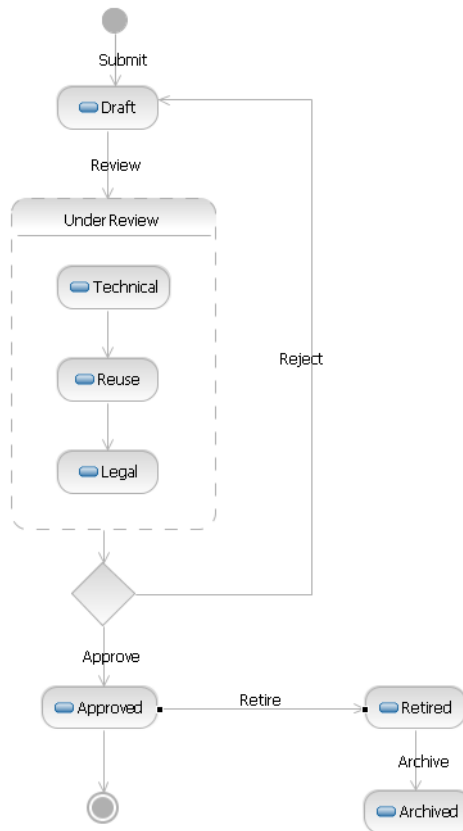 Submit
Draft
Review
Under Review
Technical
Reuse
Reject
Legal
Approve
Approved
Retire
Retired
Archive
Archived